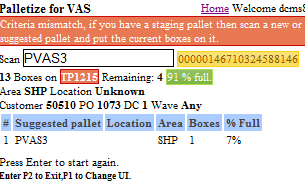 Palletize for VAS Home Welcome dcms8
Criteria mismatch, if you have a staging pallet then scan a new or
suggested pallet and put the current boxes on it.
Scan PVAS3 00000146710324588146
13 Boxes on TP1215 Remaining: 4 91 % full.
Area SHP Location Unknown
Customer 50510 PO 1073 DC 1 Wave Any
# Suggested pallet Location Area Boxes % Full
1 PVAS3 SHP 1 7%
Press Enter to start again.
Enter P2 to Exit,P1 to Change UI.